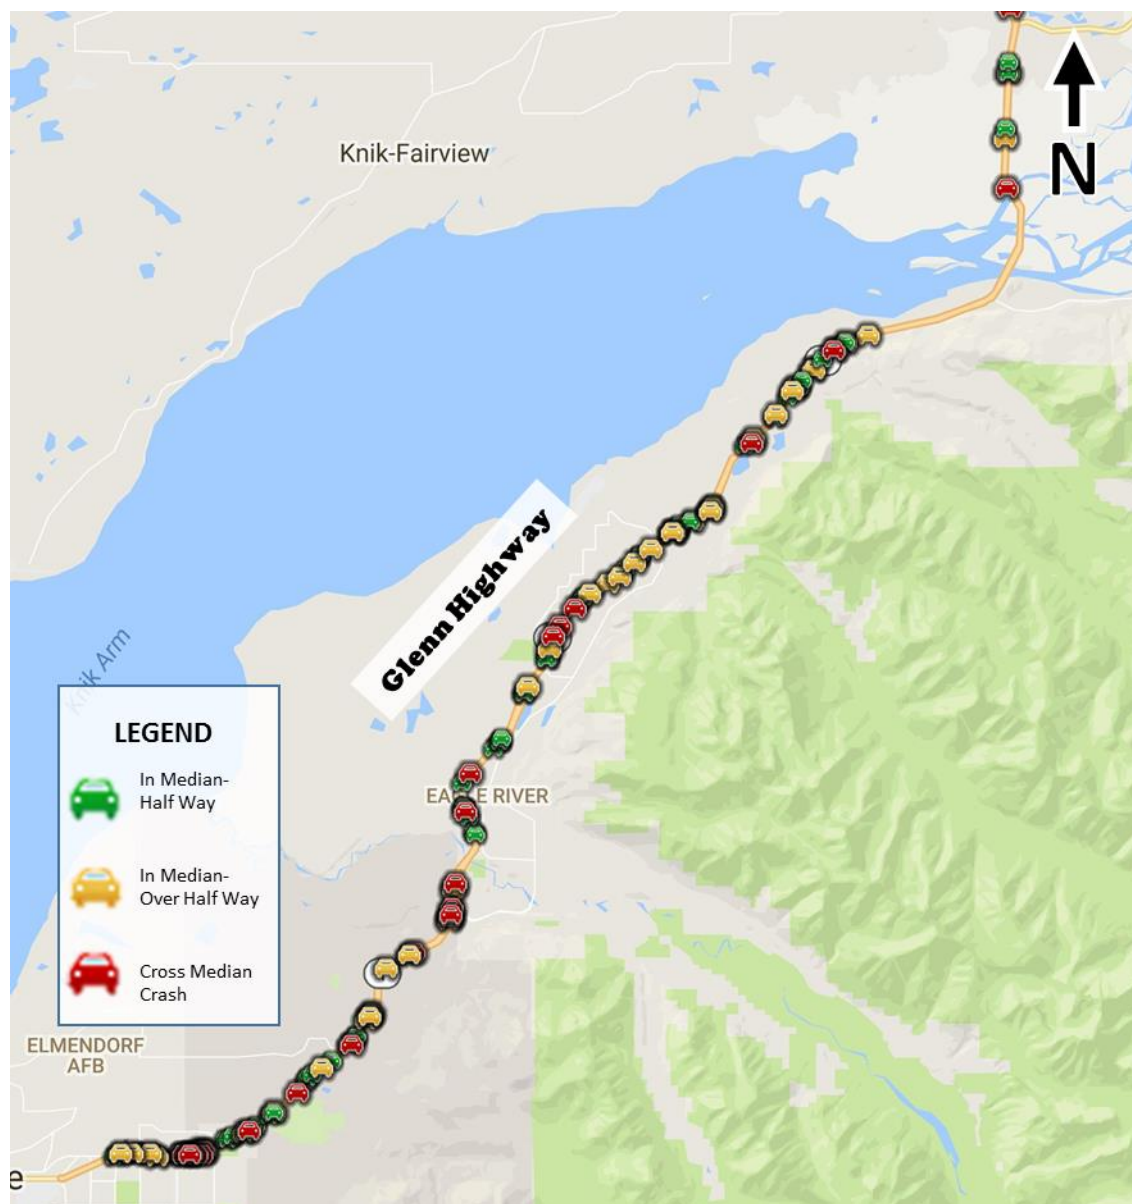 N
Knik-Fairview
Glenn Highway
Knik Arm
LEGEND
In Median-
Half Way
In Median-
Over Half Way
Cross Median
Crash
EAGLE RIVER
ELMENDORF
AFB
e